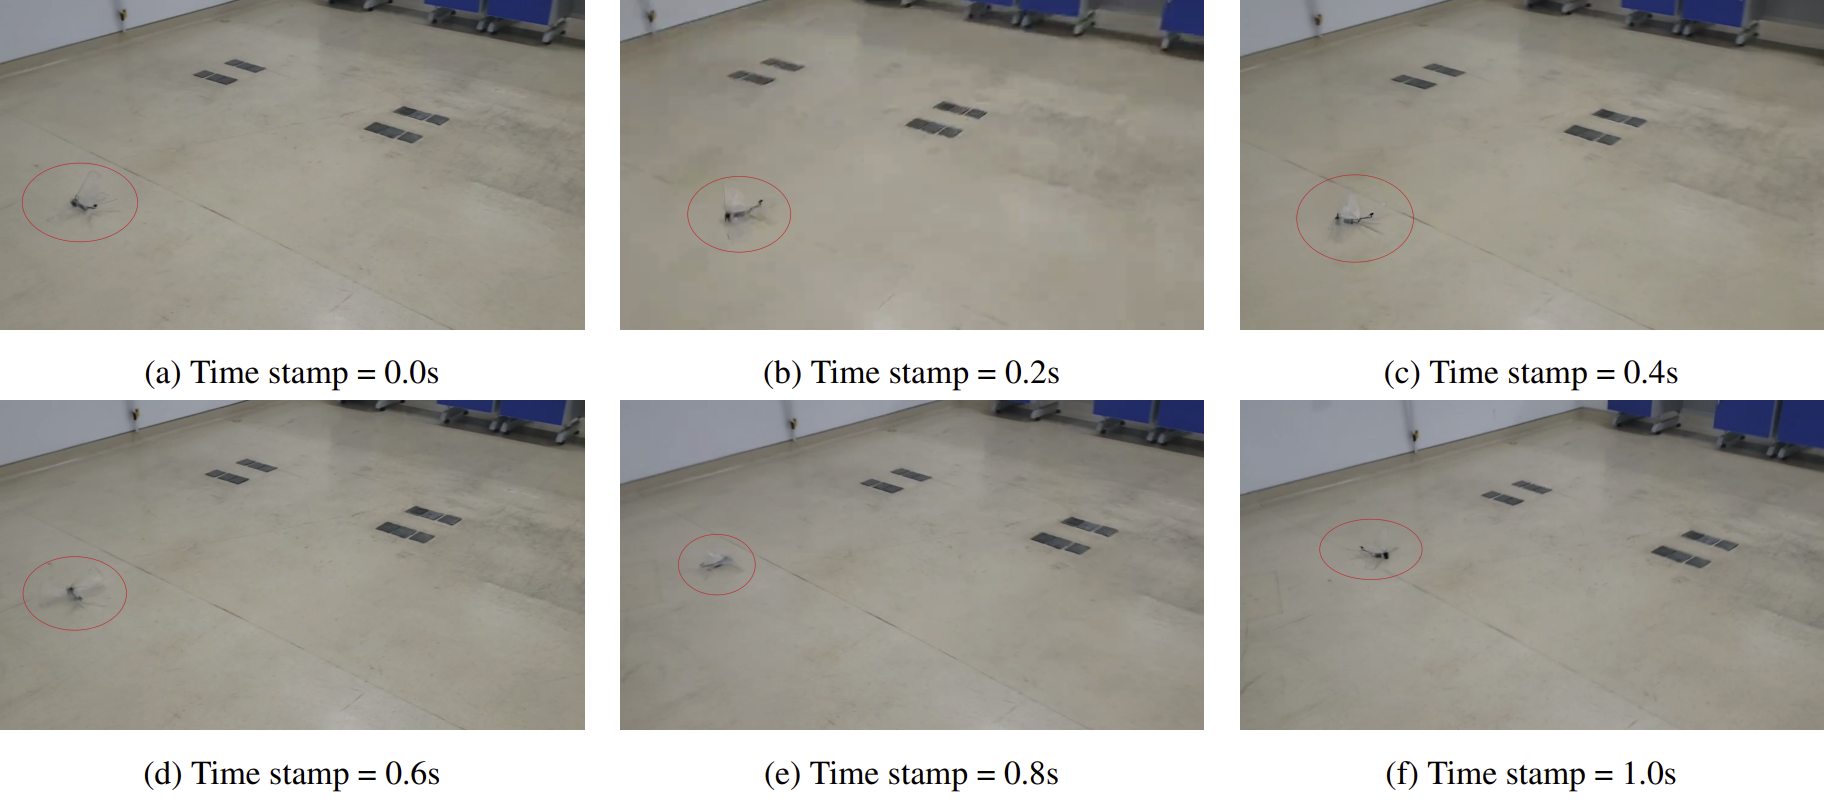 (a) Time stamp = 0.0s
(b) Time stamp = 0.2s
(c) Time stamp = 0.4s
(d) Time stamp = 0.6s
(e) Time stamp = 0.8s
(f) Time stamp = 1.0s